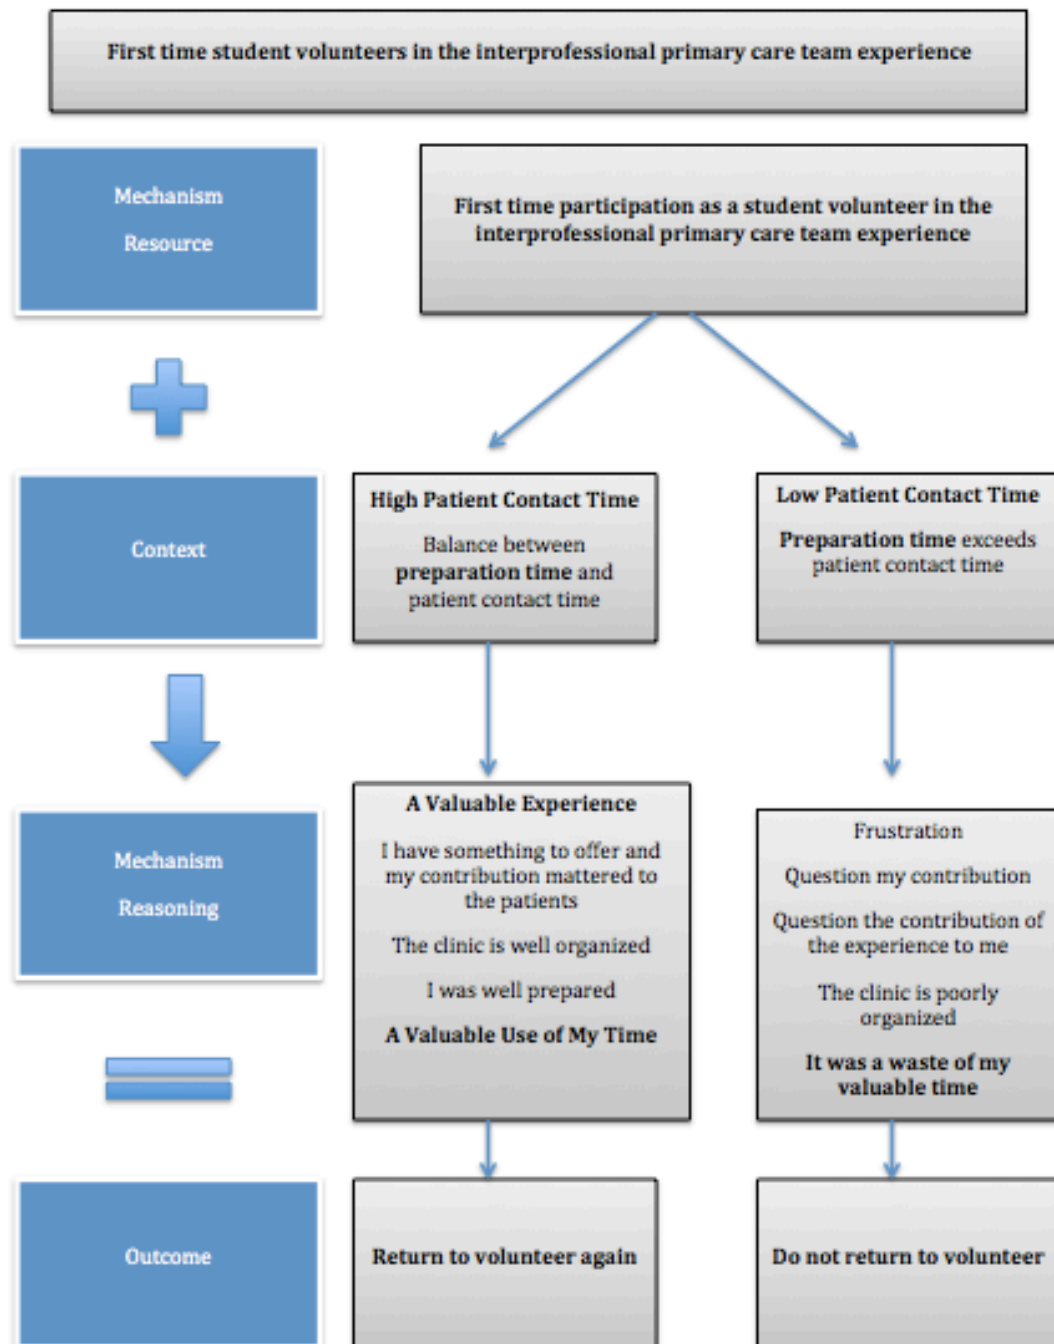 First time student volunteers in the interprofessional primary care team experience
Mechanism
Resource
First time participation as a student volunteer in the
interprofessional primary care team experience
Context
High Patient Contact Time
Balance between
preparation time and
patient contact time
Low Patient Contact Time
Preparation time exceeds
patient contact time
Mechanism
Reasoning
A Valuable Experience
I have something to offer and
my contribution mattered to
the patients
The clinic is well organized
I was well prepared
A Valuable Use of My Time
Frustration
Question my contribution
Question the contribution of
the experience to me
The clinic is poorly
organized
It was a waste of my
valuable time
Outcome
Return to volunteer again
Do not return to volunteer